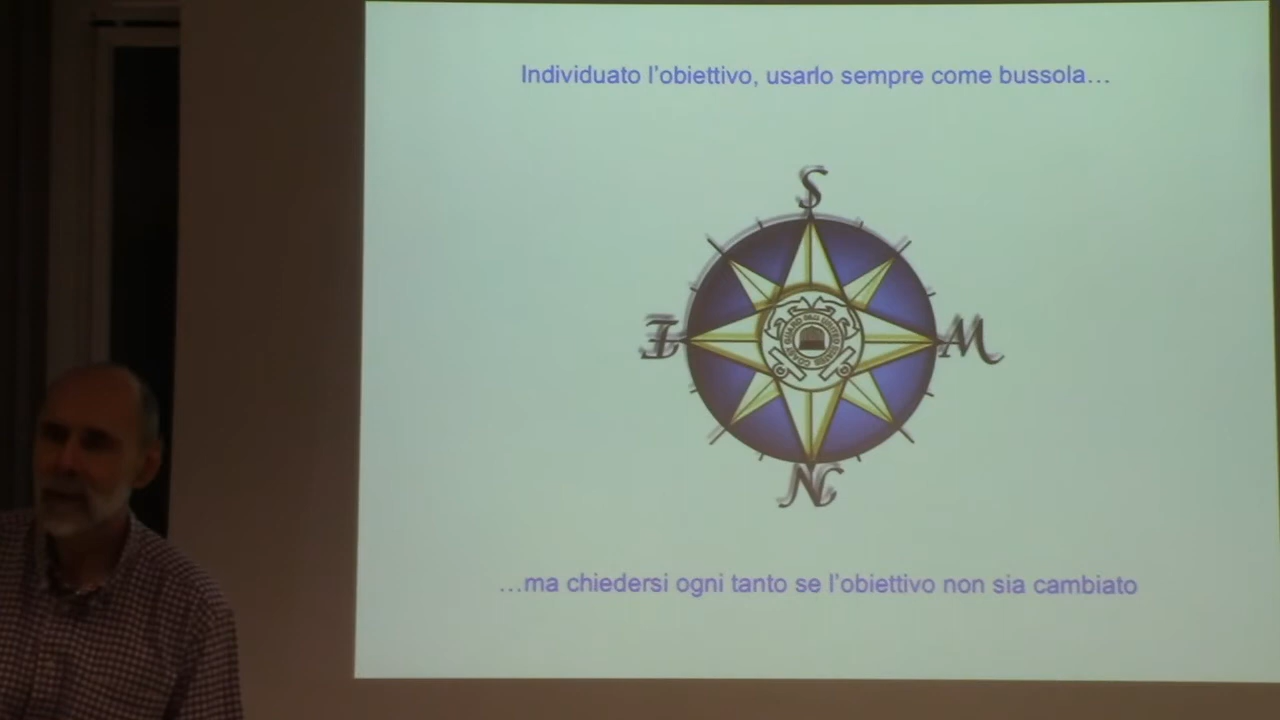 Individuato l'obiettivo, usarlo sempre come bussola…
S
E
W
N
…ma chiedersi ogni tanto se l'obiettivo non sia cambiato